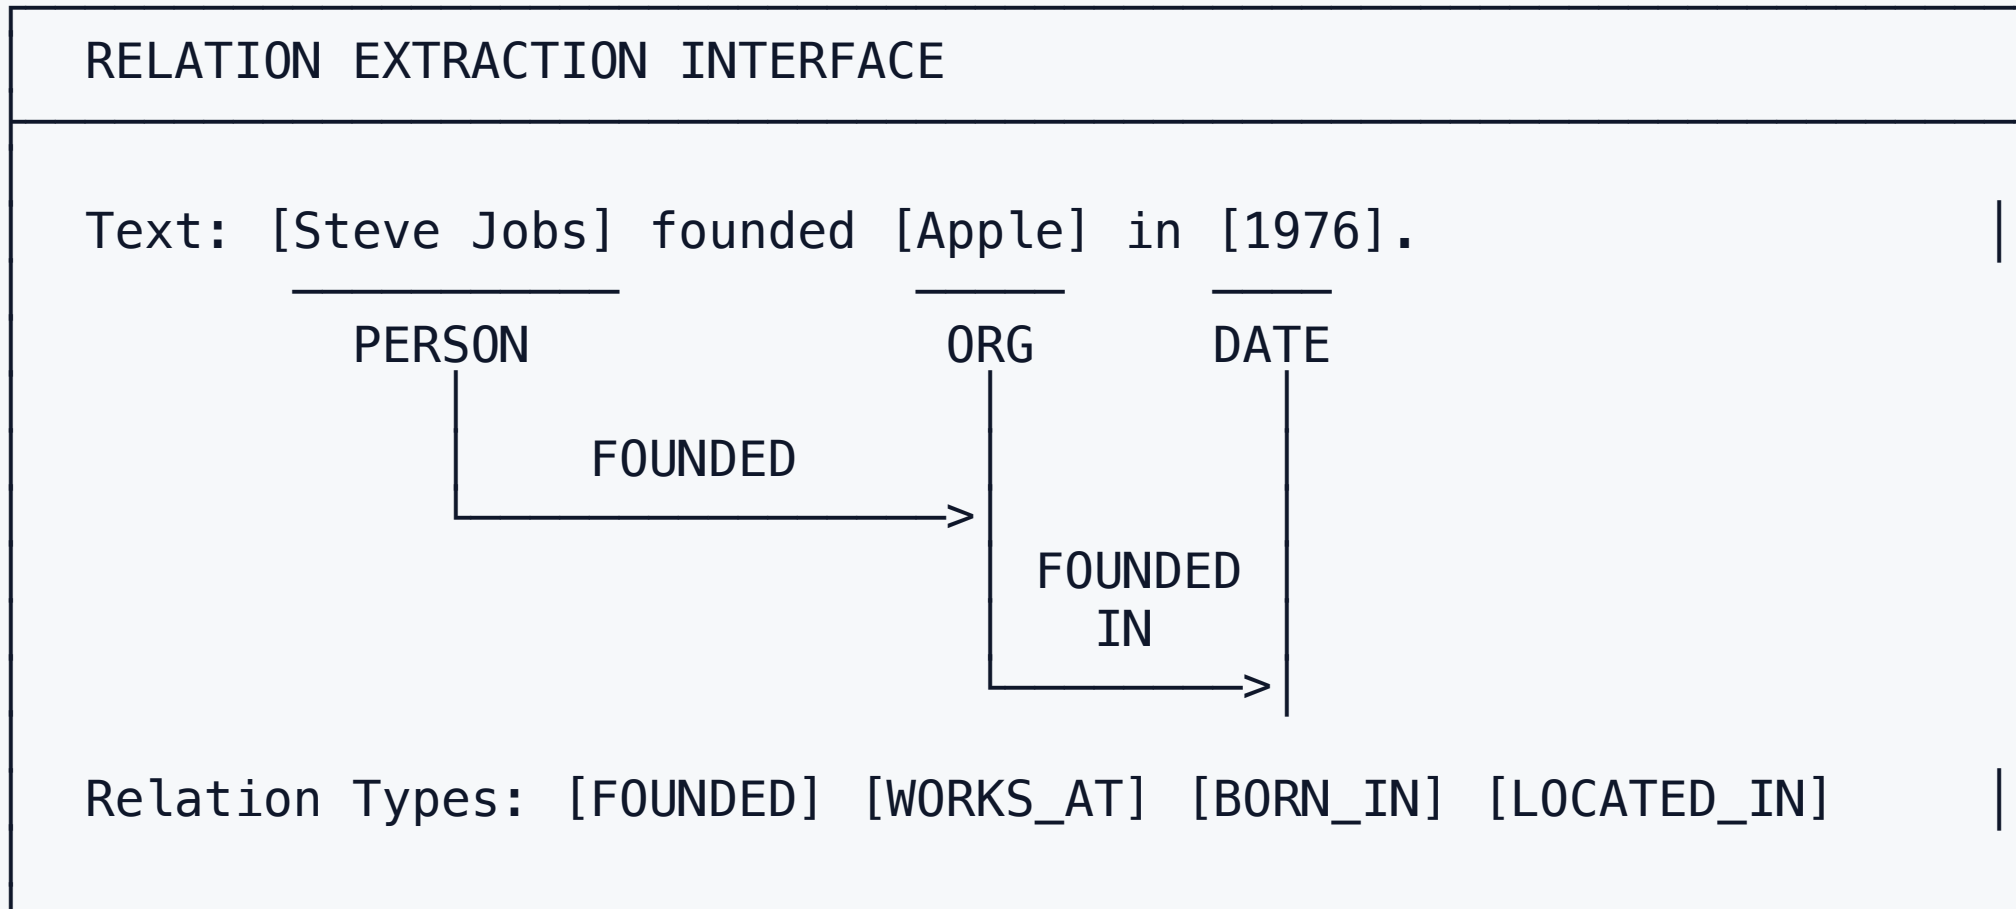 RELATION EXTRACTION INTERFACE
Text: [Steve Jobs] founded [Apple] in [1976].
PERSON ORG DATE
FOUNDED
FOUNDED
IN
Relation Types: [FOUNDED] [WORKS_AT] [BORN_IN] [LOCATED_IN]